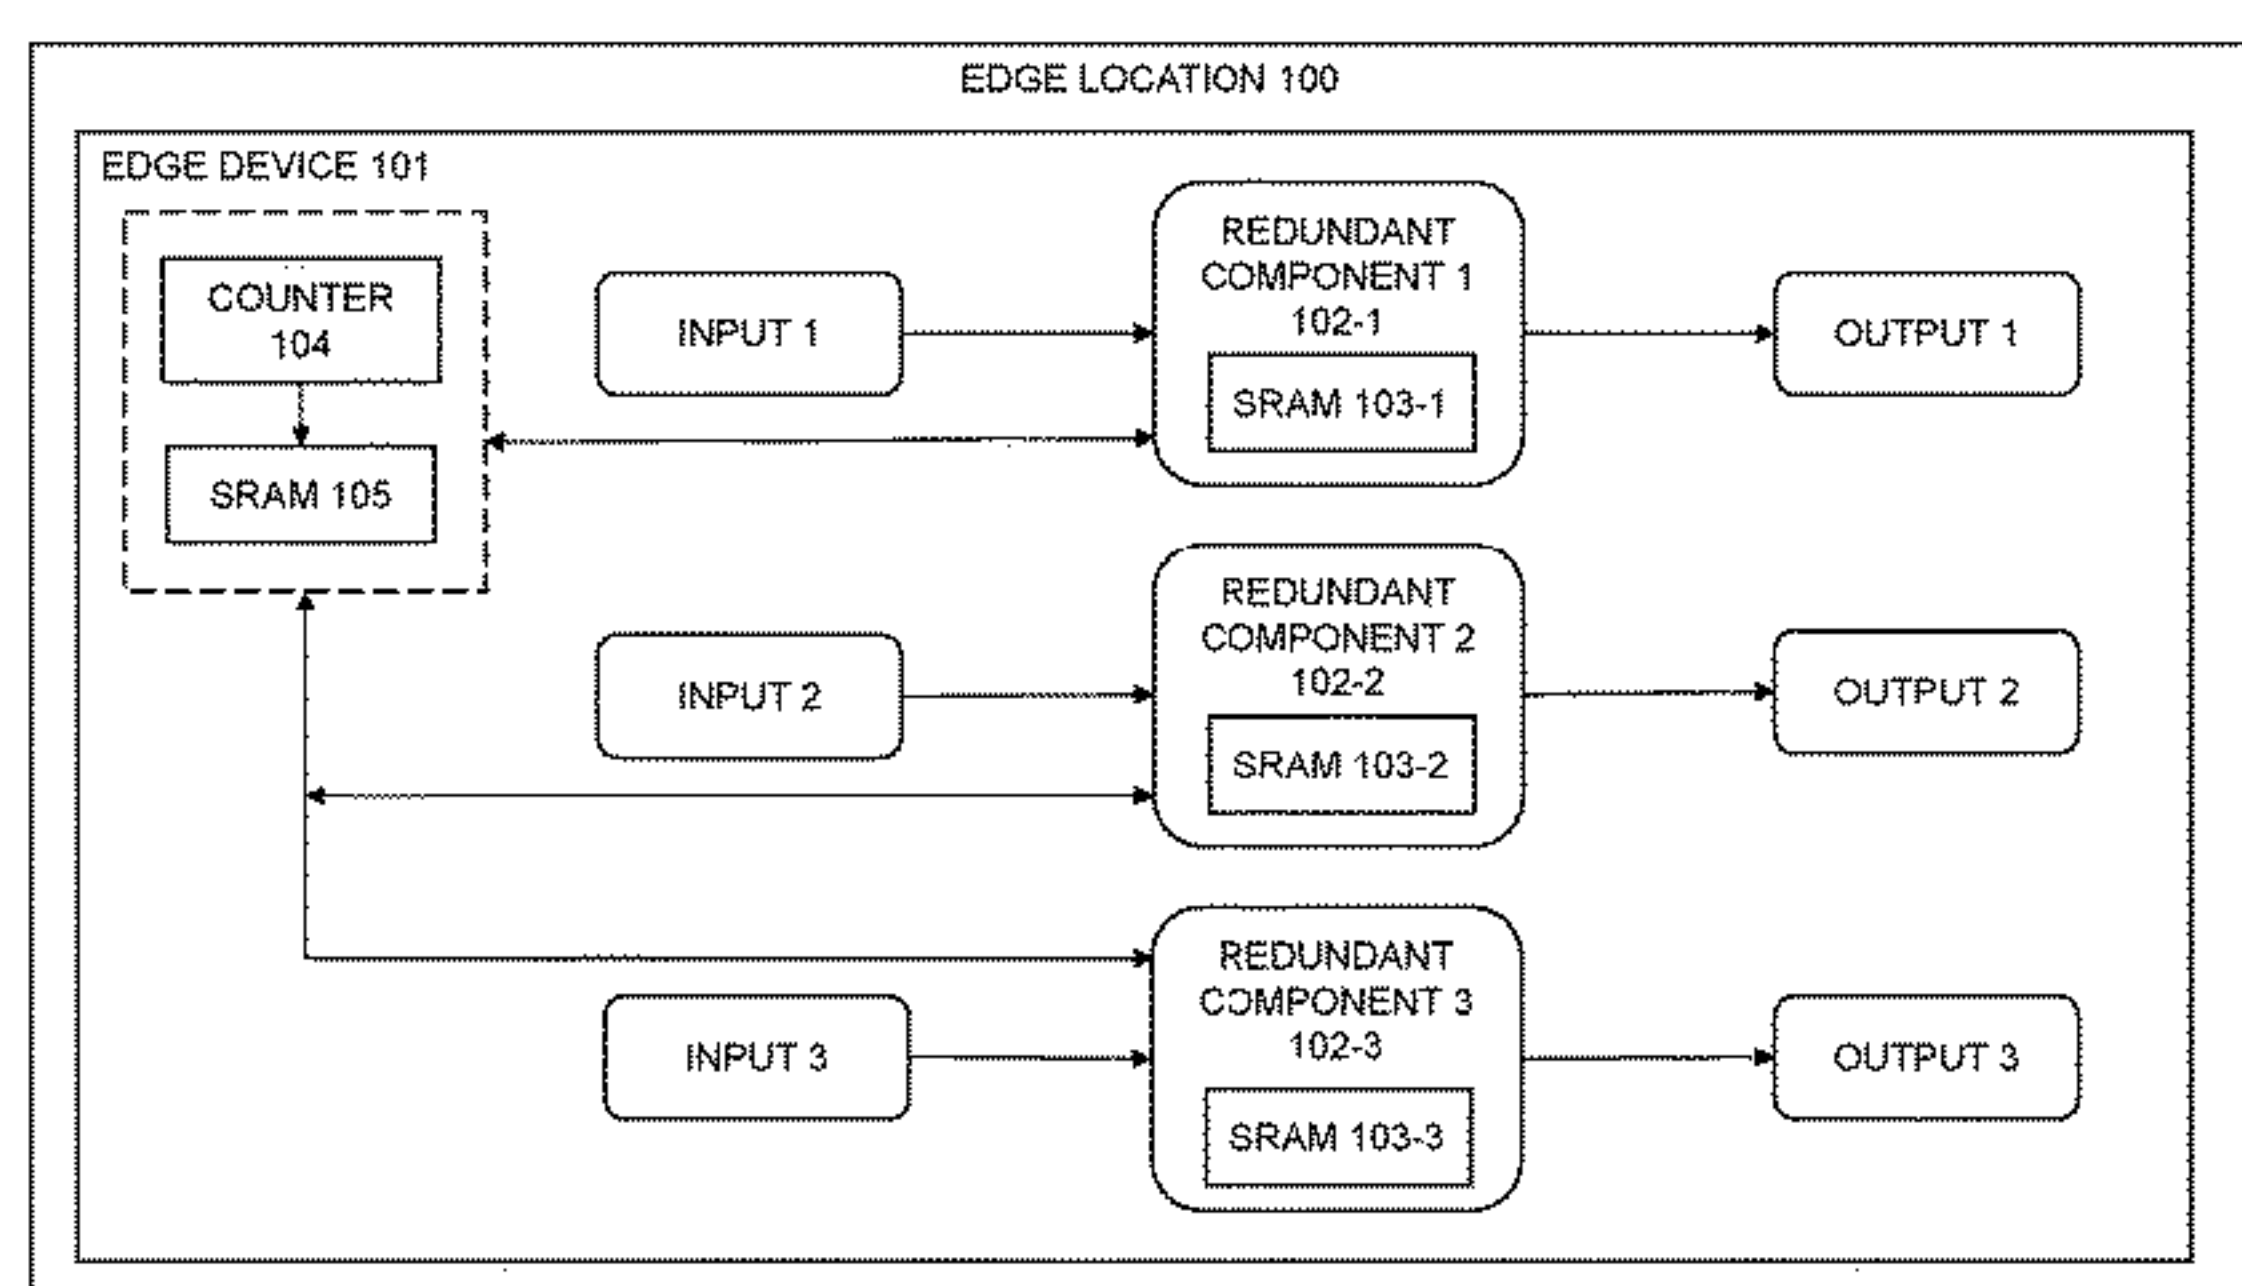 EDGE LOCATION 100
EDGE DEVICE 101
COUNTER
104
SRAM 105
INPUT 1
REDUNDANT
COMPONENT 1
102-1
SRAM 103-1
OUTPUT 1
INPUT 2
REDUNDANT
COMPONENT 2
102-2
SRAM 103-2
OUTPUT 2
INPUT 3
REDUNDANT
COMPONENT 3
102-3
SRAM 103-3
OUTPUT 3